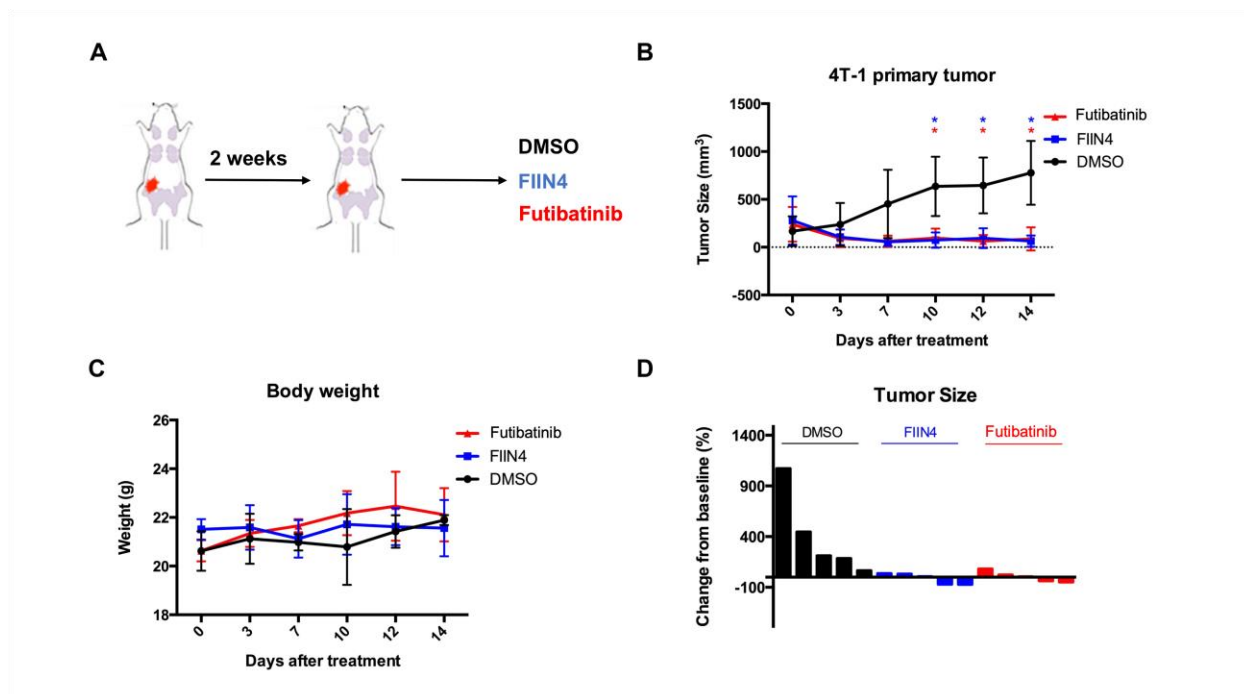 A
2 weeks
DMSO
FIIN4
Futibatinib
B
4T-1 primary tumor
Tumor Size (mm³)
1500
1000
500
0
-500
* * *
* * *
Futibatinib
FIIN4
DMSO
0 3 7 10 12 14
Days after treatment
C
Body weight
Weight (g)
26
24
22
20
18
Futibatinib
FIIN4
DMSO
0 3 7 10 12 14
Days after treatment
D
Tumor Size
Change from baseline (%)
1400
900
400
-100
DMSO FIIN4 Futibatinib